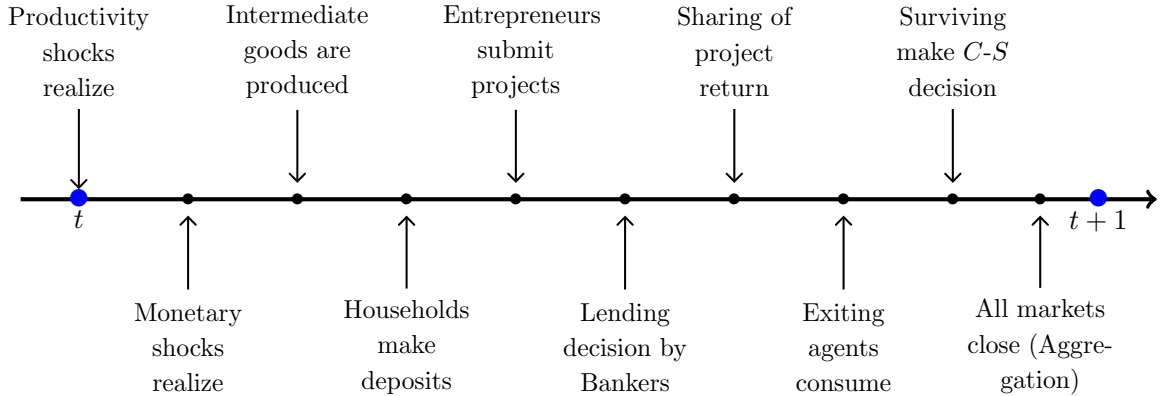 Productivity
shocks
realize
Intermediate
goods are
produced
Entrepreneurs
submit
projects
Sharing of
project
return
Surviving
make C-S
decision
t
t + 1
Monetary
shocks
realize
Households
make
deposits
Lending
decision by
Bankers
Exiting
agents
consume
All markets
close (Aggre-
gation)